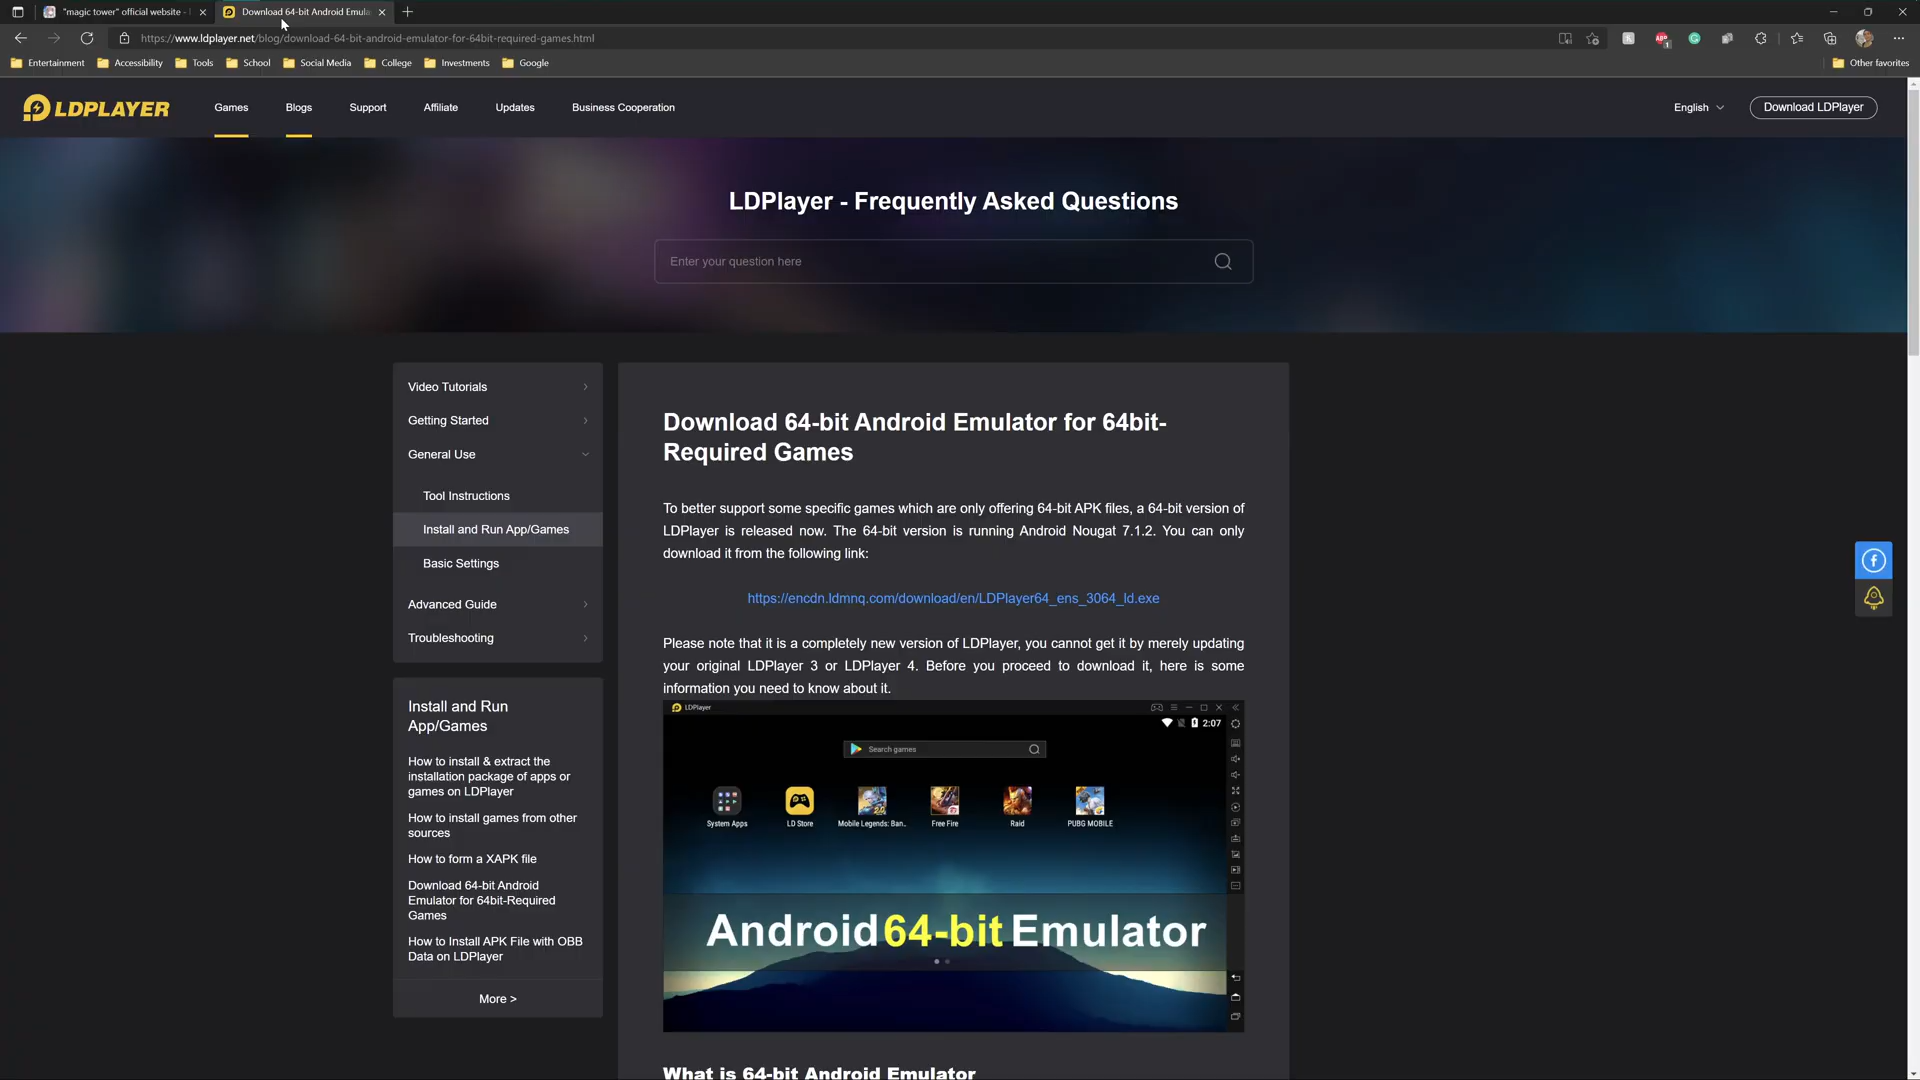 "magic tower" official website -
Download 64-bit Android Emula
https://www.ldplayer.net/blog/download-64-bit-android-emulator-for-64bit-required-games.html
ABP
1
Entertainment
Accessibility
Tools
School
Social Media
College
Investments
Google
Other favorites
LDPLAYER
Games
Blogs
Support
Affiliate
Updates
Business Cooperation
English
Download LDPlayer
LDPlayer - Frequently Asked Questions
Enter your question here
Video Tutorials
Getting Started
General Use
Tool Instructions
Install and Run App/Games
Basic Settings
Advanced Guide
Troubleshooting
Install and Run
App/Games
How to install & extract the
installation package of apps or
games on LDPlayer
How to install games from other
sources
How to form a XAPK file
Download 64-bit Android
Emulator for 64bit-Required
Games
How to Install APK File with OBB
Data on LDPlayer
More >
Download 64-bit Android Emulator for 64bit-
Required Games
To better support some specific games which are only offering 64-bit APK files, a 64-bit version of
LDPlayer is released now. The 64-bit version is running Android Nougat 7.1.2. You can only
download it from the following link:
https://encdn.ldmnq.com/download/en/LDPlayer64_ens_3064_ld.exe
Please note that it is a completely new version of LDPlayer, you cannot get it by merely updating
your original LDPlayer 3 or LDPlayer 4. Before you proceed to download it, here is some
information you need to know about it.
LDPlayer
2:07
Search games
System Apps
LD Store
Mobile Legends: Ban..
Free Fire
Raid
PUBG MOBILE
Android 64-bit Emulator
What is 64-bit Android Emulator